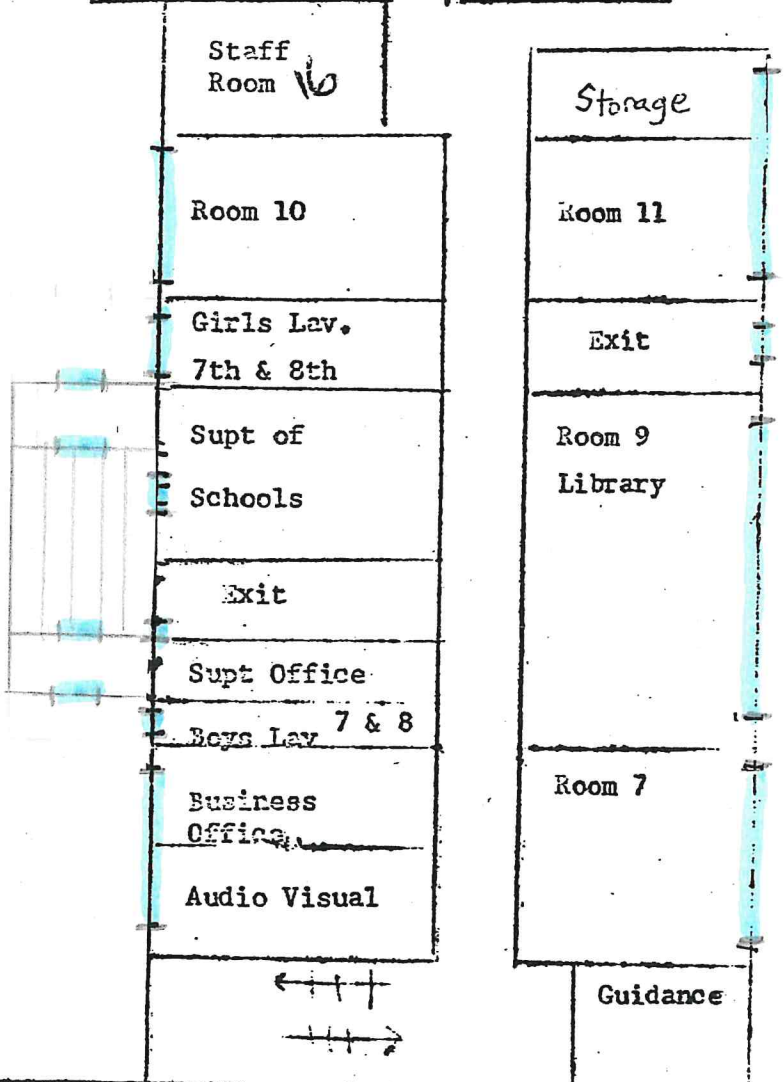 Staff
Room 16
Room 10
Girls Lav.
7th & 8th
Supt of
Schools
Exit
Supt Office
Boys Lav 7 & 8
Business
Office
Audio Visual
Storage
Room 11
Exit
Room 9
Library
Room 7
Guidance